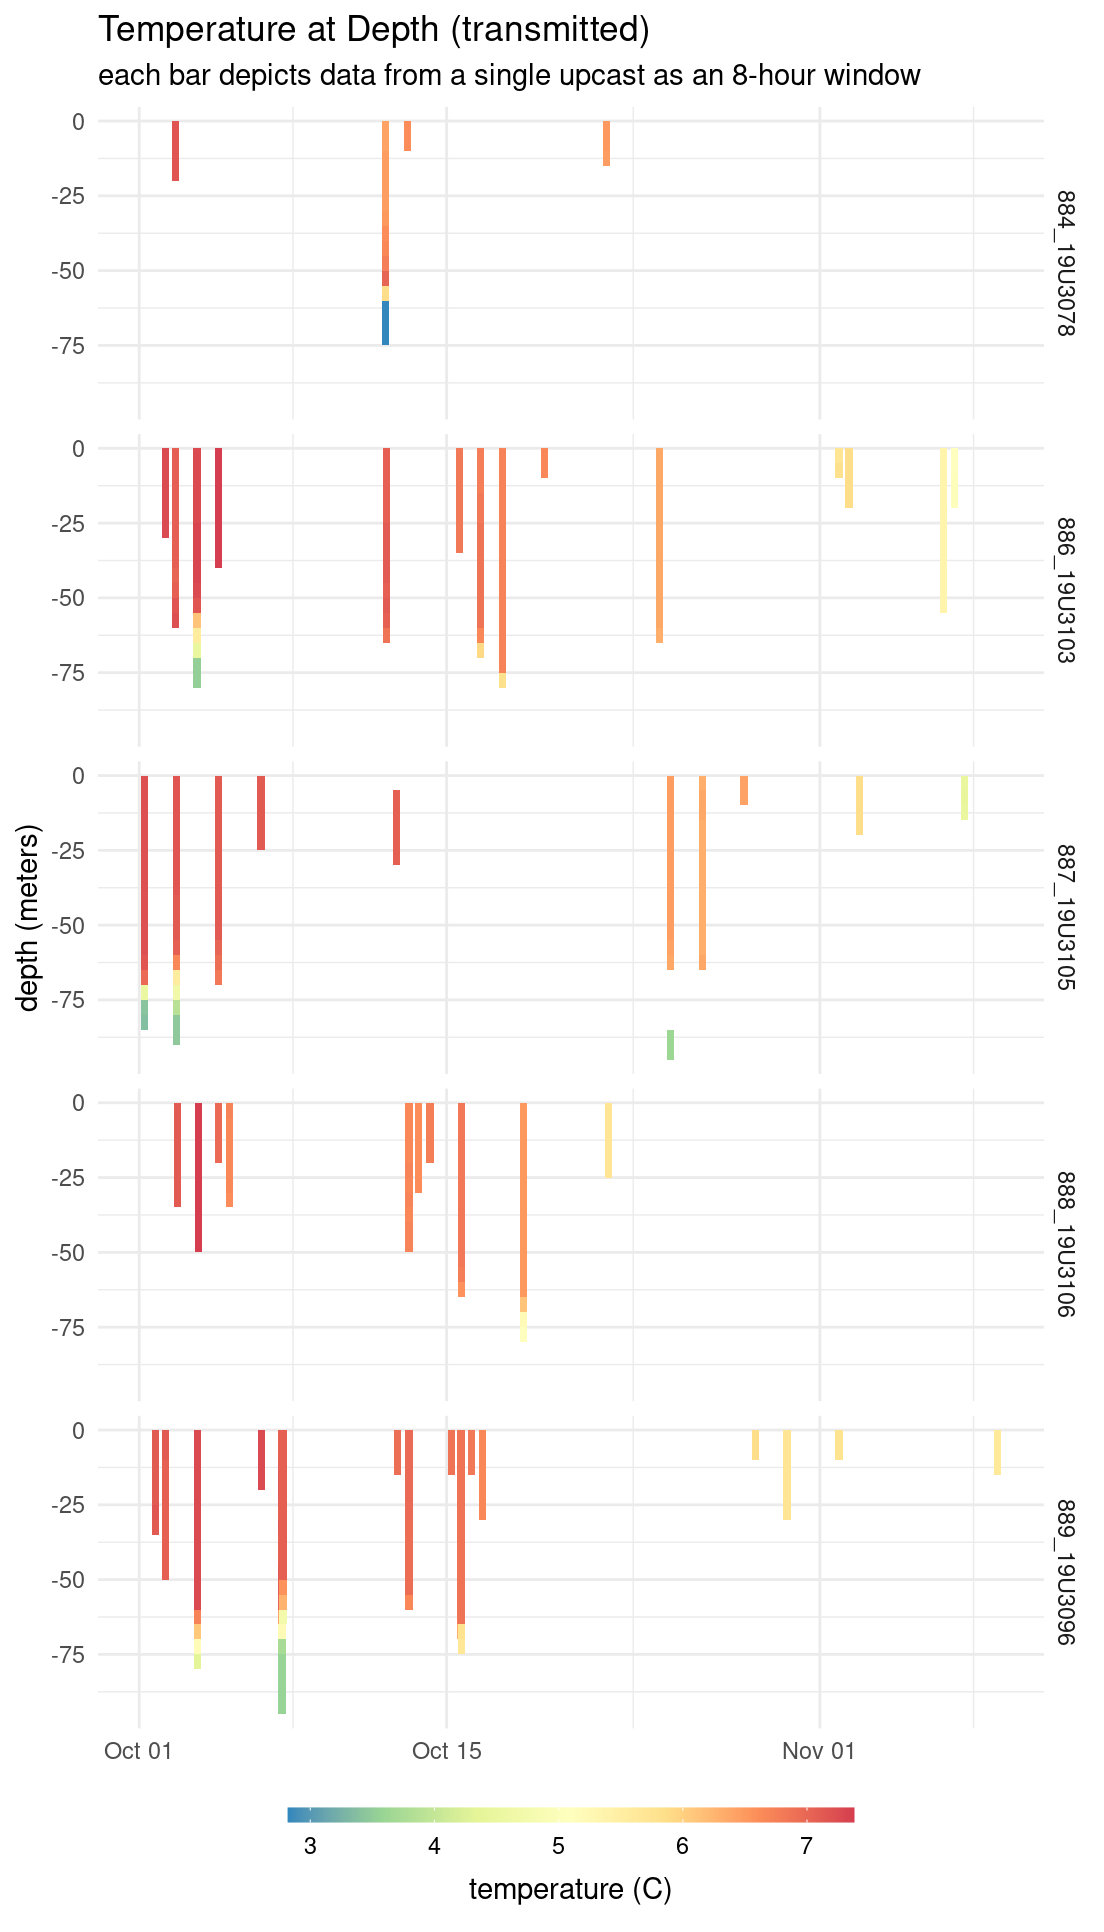 Temperature at Depth (transmitted)
each bar depicts data from a single upcast as an 8-hour window
0
-25
-50
-75
884_19U3078
0
-25
-50
-75
886_19U3103
0
-25
-50
-75
887_19U3105
depth (meters)
0
-25
-50
-75
888_19U3106
0
-25
-50
-75
889_19U3096
Oct 01 Oct 15 Nov 01
3 4 5 6 7
temperature (C)